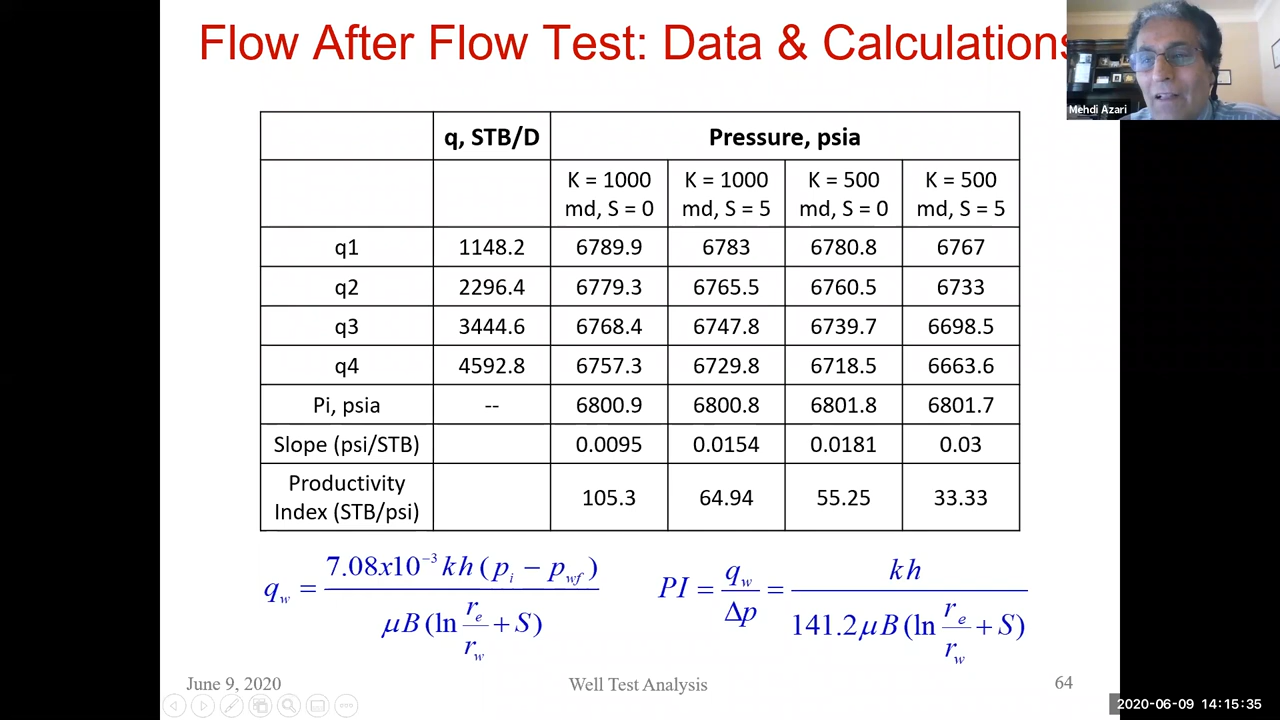 Flow After Flow Test: Data & Calculations
Mehdi Azari
q, STB/D Pressure, psia
K = 1000 md, S = 0 K = 1000 md, S = 5 K = 500 md, S = 0 K = 500 md, S = 5
q1 1148.2 6789.9 6783 6780.8 6767
q2 2296.4 6779.3 6765.5 6760.5 6733
q3 3444.6 6768.4 6747.8 6739.7 6698.5
q4 4592.8 6757.3 6729.8 6718.5 6663.6
Pi, psia -- 6800.9 6800.8 6801.8 6801.7
Slope (psi/STB) 0.0095 0.0154 0.0181 0.03
Productivity Index (STB/psi) 105.3 64.94 55.25 33.33
q_w = 7.08x10^{-3} kh (p_i − p_{wf}) / μB (ln r_e/r_w + S)
PI = q_w/Δp = kh / 141.2μB (ln r_e/r_w + S)
June 9, 2020 Well Test Analysis 64
2020-06-09 14:15:35